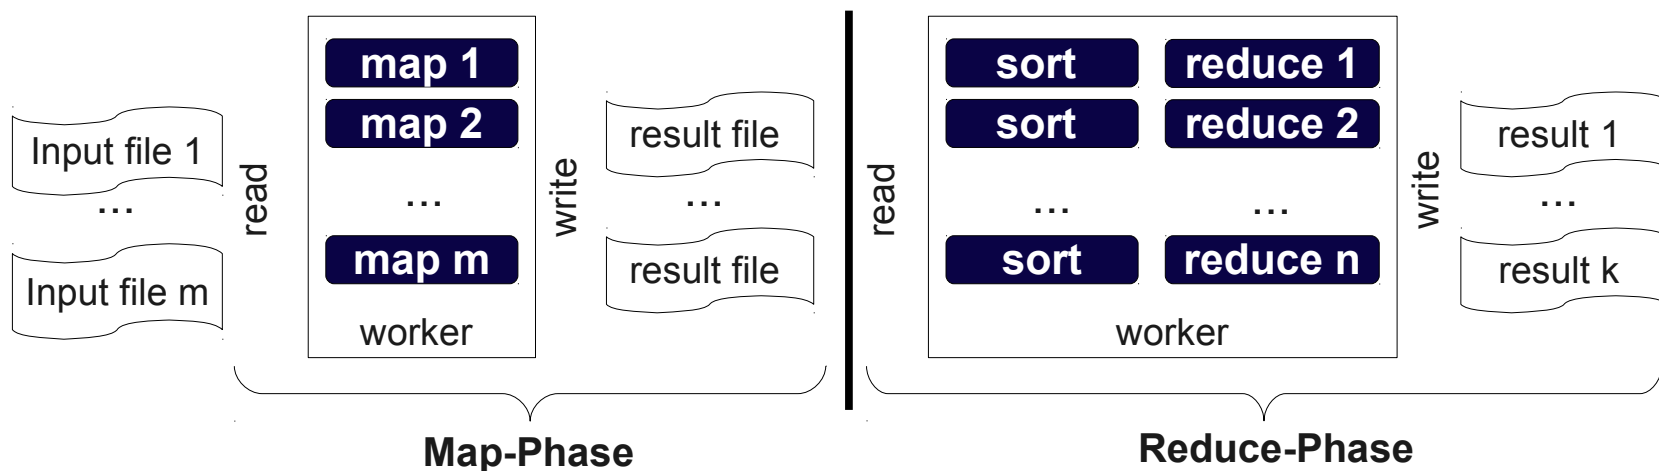 Input file 1
...
Input file m
read
map 1
map 2
...
map m
worker
write
result file
...
result file
Map-Phase
read
sort
reduce 1
sort
reduce 2
...
...
sort
reduce n
worker
write
result 1
...
result k
Reduce-Phase